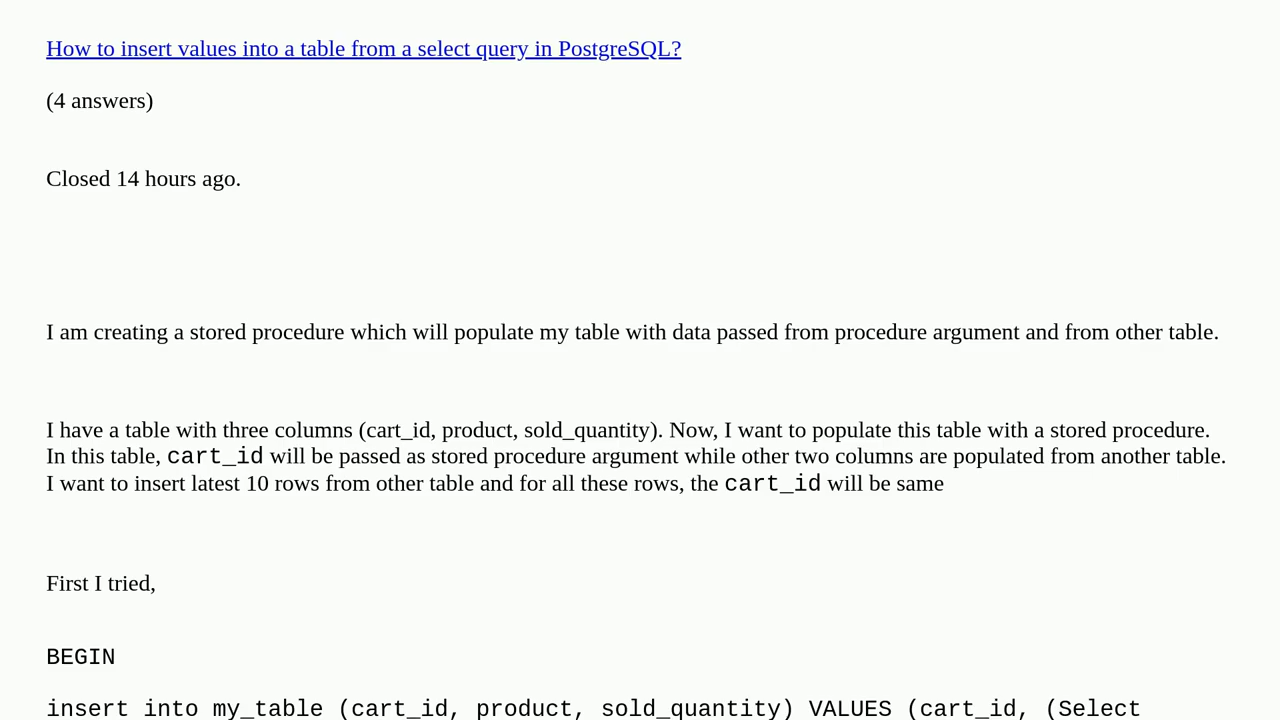 How to insert values into a table from a select query in PostgreSQL?
(4 answers)
Closed 14 hours ago.
I am creating a stored procedure which will populate my table with data passed from procedure argument and from other table.
I have a table with three columns (cart_id, product, sold_quantity). Now, I want to populate this table with a stored procedure.
In this table, cart_id will be passed as stored procedure argument while other two columns are populated from another table.
I want to insert latest 10 rows from other table and for all these rows, the cart_id will be same
First I tried,
BEGIN
insert into my_table (cart_id, product, sold_quantity) VALUES (cart_id, (Select